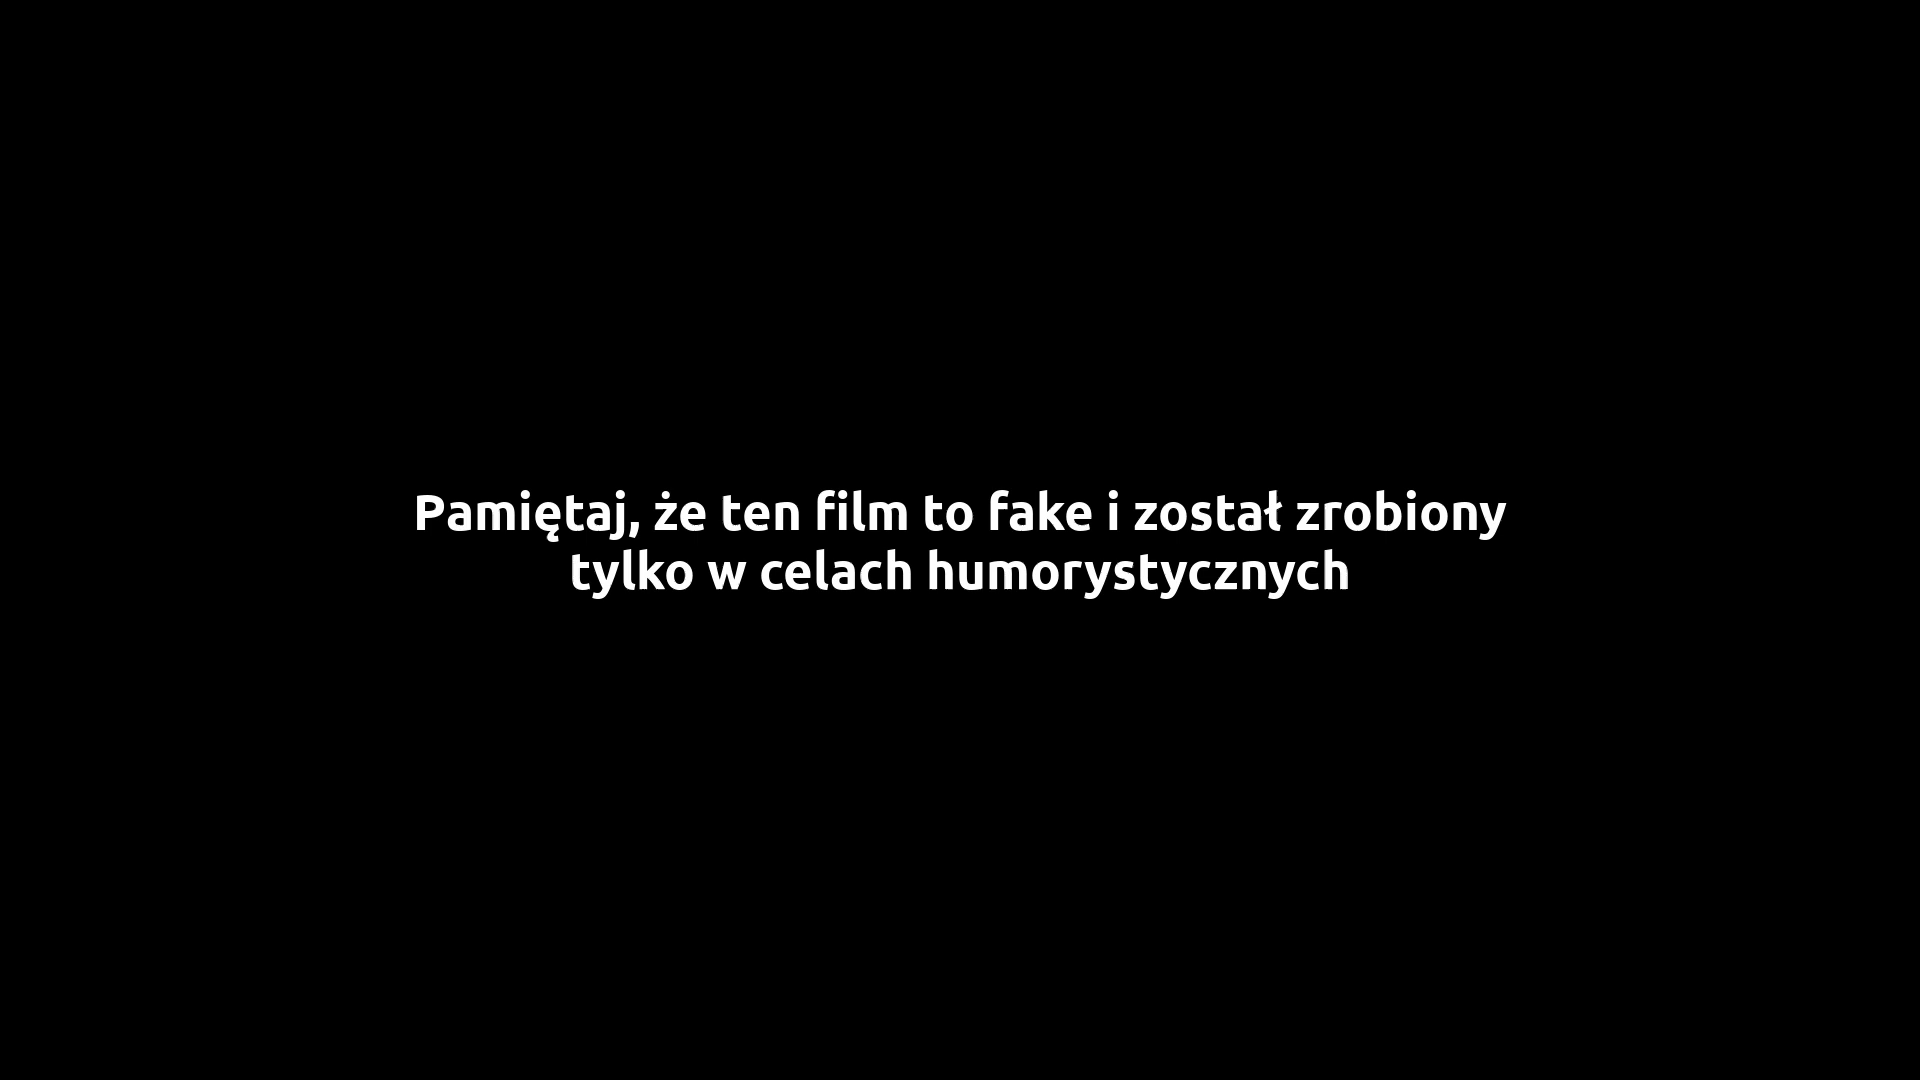 Pamiętaj, że ten film to fake i został zrobiony
tylko w celach humorystycznych